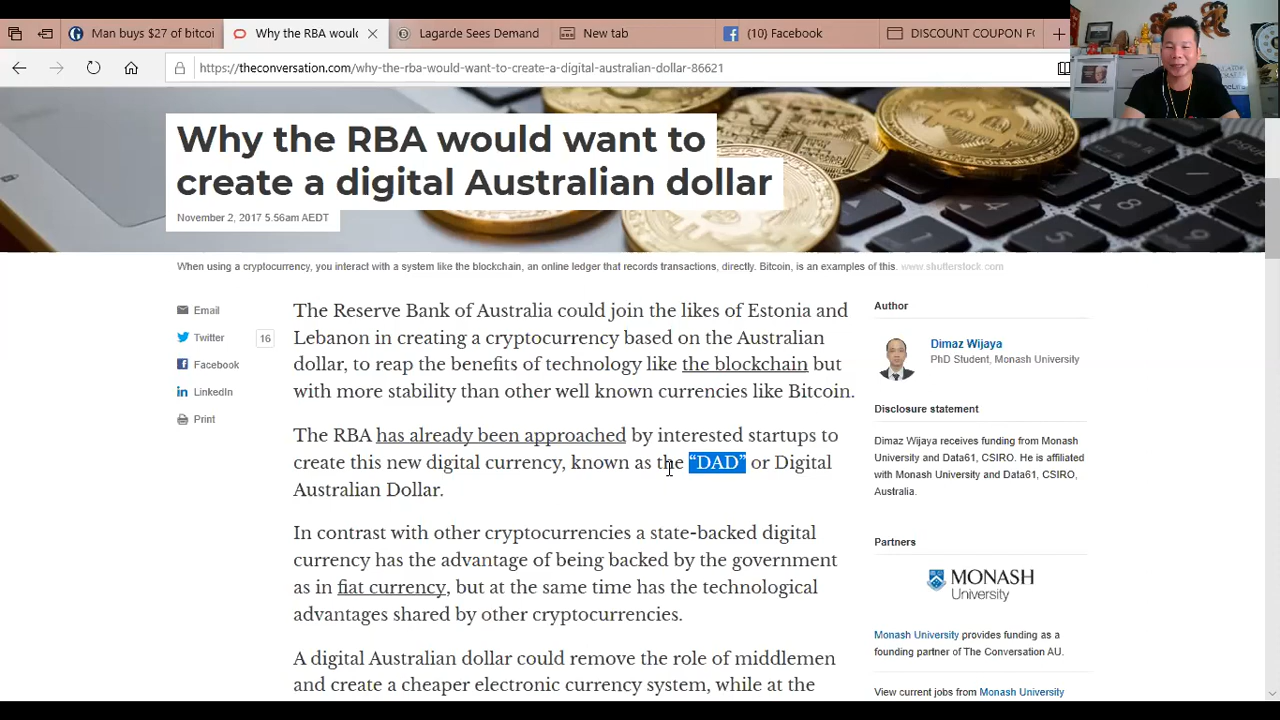 Man buys $27 of bitcoi
Why the RBA would
Lagarde Sees Demand
New tab
(10) Facebook
DISCOUNT COUPON FO
https://theconversation.com/why-the-rba-would-want-to-create-a-digital-australian-dollar-86621
Why the RBA would want to
create a digital Australian dollar
November 2, 2017 5.56am AEDT
When using a cryptocurrency, you interact with a system like the blockchain, an online ledger that records transactions, directly. Bitcoin, is an examples of this. www.shutterstock.com
Email
Twitter 16
Facebook
LinkedIn
Print
The Reserve Bank of Australia could join the likes of Estonia and
Lebanon in creating a cryptocurrency based on the Australian
dollar, to reap the benefits of technology like the blockchain but
with more stability than other well known currencies like Bitcoin.
The RBA has already been approached by interested startups to
create this new digital currency, known as the “DAD” or Digital
Australian Dollar.
In contrast with other cryptocurrencies a state-backed digital
currency has the advantage of being backed by the government
as in fiat currency, but at the same time has the technological
advantages shared by other cryptocurrencies.
A digital Australian dollar could remove the role of middlemen
and create a cheaper electronic currency system, while at the
Author
Dimaz Wijaya
PhD Student, Monash University
Disclosure statement
Dimaz Wijaya receives funding from Monash
University and Data61, CSIRO. He is affiliated
with Monash University and Data61, CSIRO,
Australia.
Partners
MONASH
University
Monash University provides funding as a
founding partner of The Conversation AU.
View current jobs from Monash University